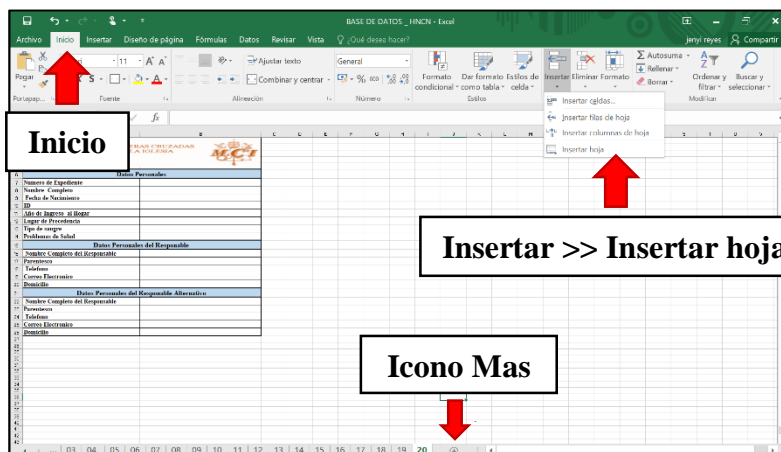 BASE DE DATOS _HNCN - Excel
Archivo Inicio Insertar Diseño de página Fórmulas Datos Revisar Vista ¿Qué desea hacer? jenyi reyes Compartir
Pegar
11
Ajustar texto
Combinar y centrar
General
Formato condicional
Dar formato como tabla
Estilos de celda
Insertar Eliminar Formato
Autosuma
Rellenar
Borrar
Ordenar y filtrar
Buscar y seleccionar
Portapap... Fuente Alineación Número Estilos Modificar
Insertar celdas...
Insertar filas de hoja
Insertar columnas de hoja
Insertar hoja
Inicio
CRUZADAS
LA IGLESIA
MCI
Datos Personales
Numero de Expediente
Nombre Completo
Fecha de Nacimiento
ID
Año de Ingreso al Hogar
Lugar de Precedencia
Tipo de sangre
Problemas de Salud
Datos Personales del Responsable
Nombre Completo del Responsable
Parentesco
Telefono
Correo Electronico
Domicilio
Datos Personales del Responsable Alternativo
Nombre Completo del Responsable
Parentesco
Telefono
Correo Electronico
Domicilio
Insertar >> Insertar hoja
Icono Mas
... 03 04 05 06 07 08 09 10 11 12 13 14 15 16 17 18 19 20